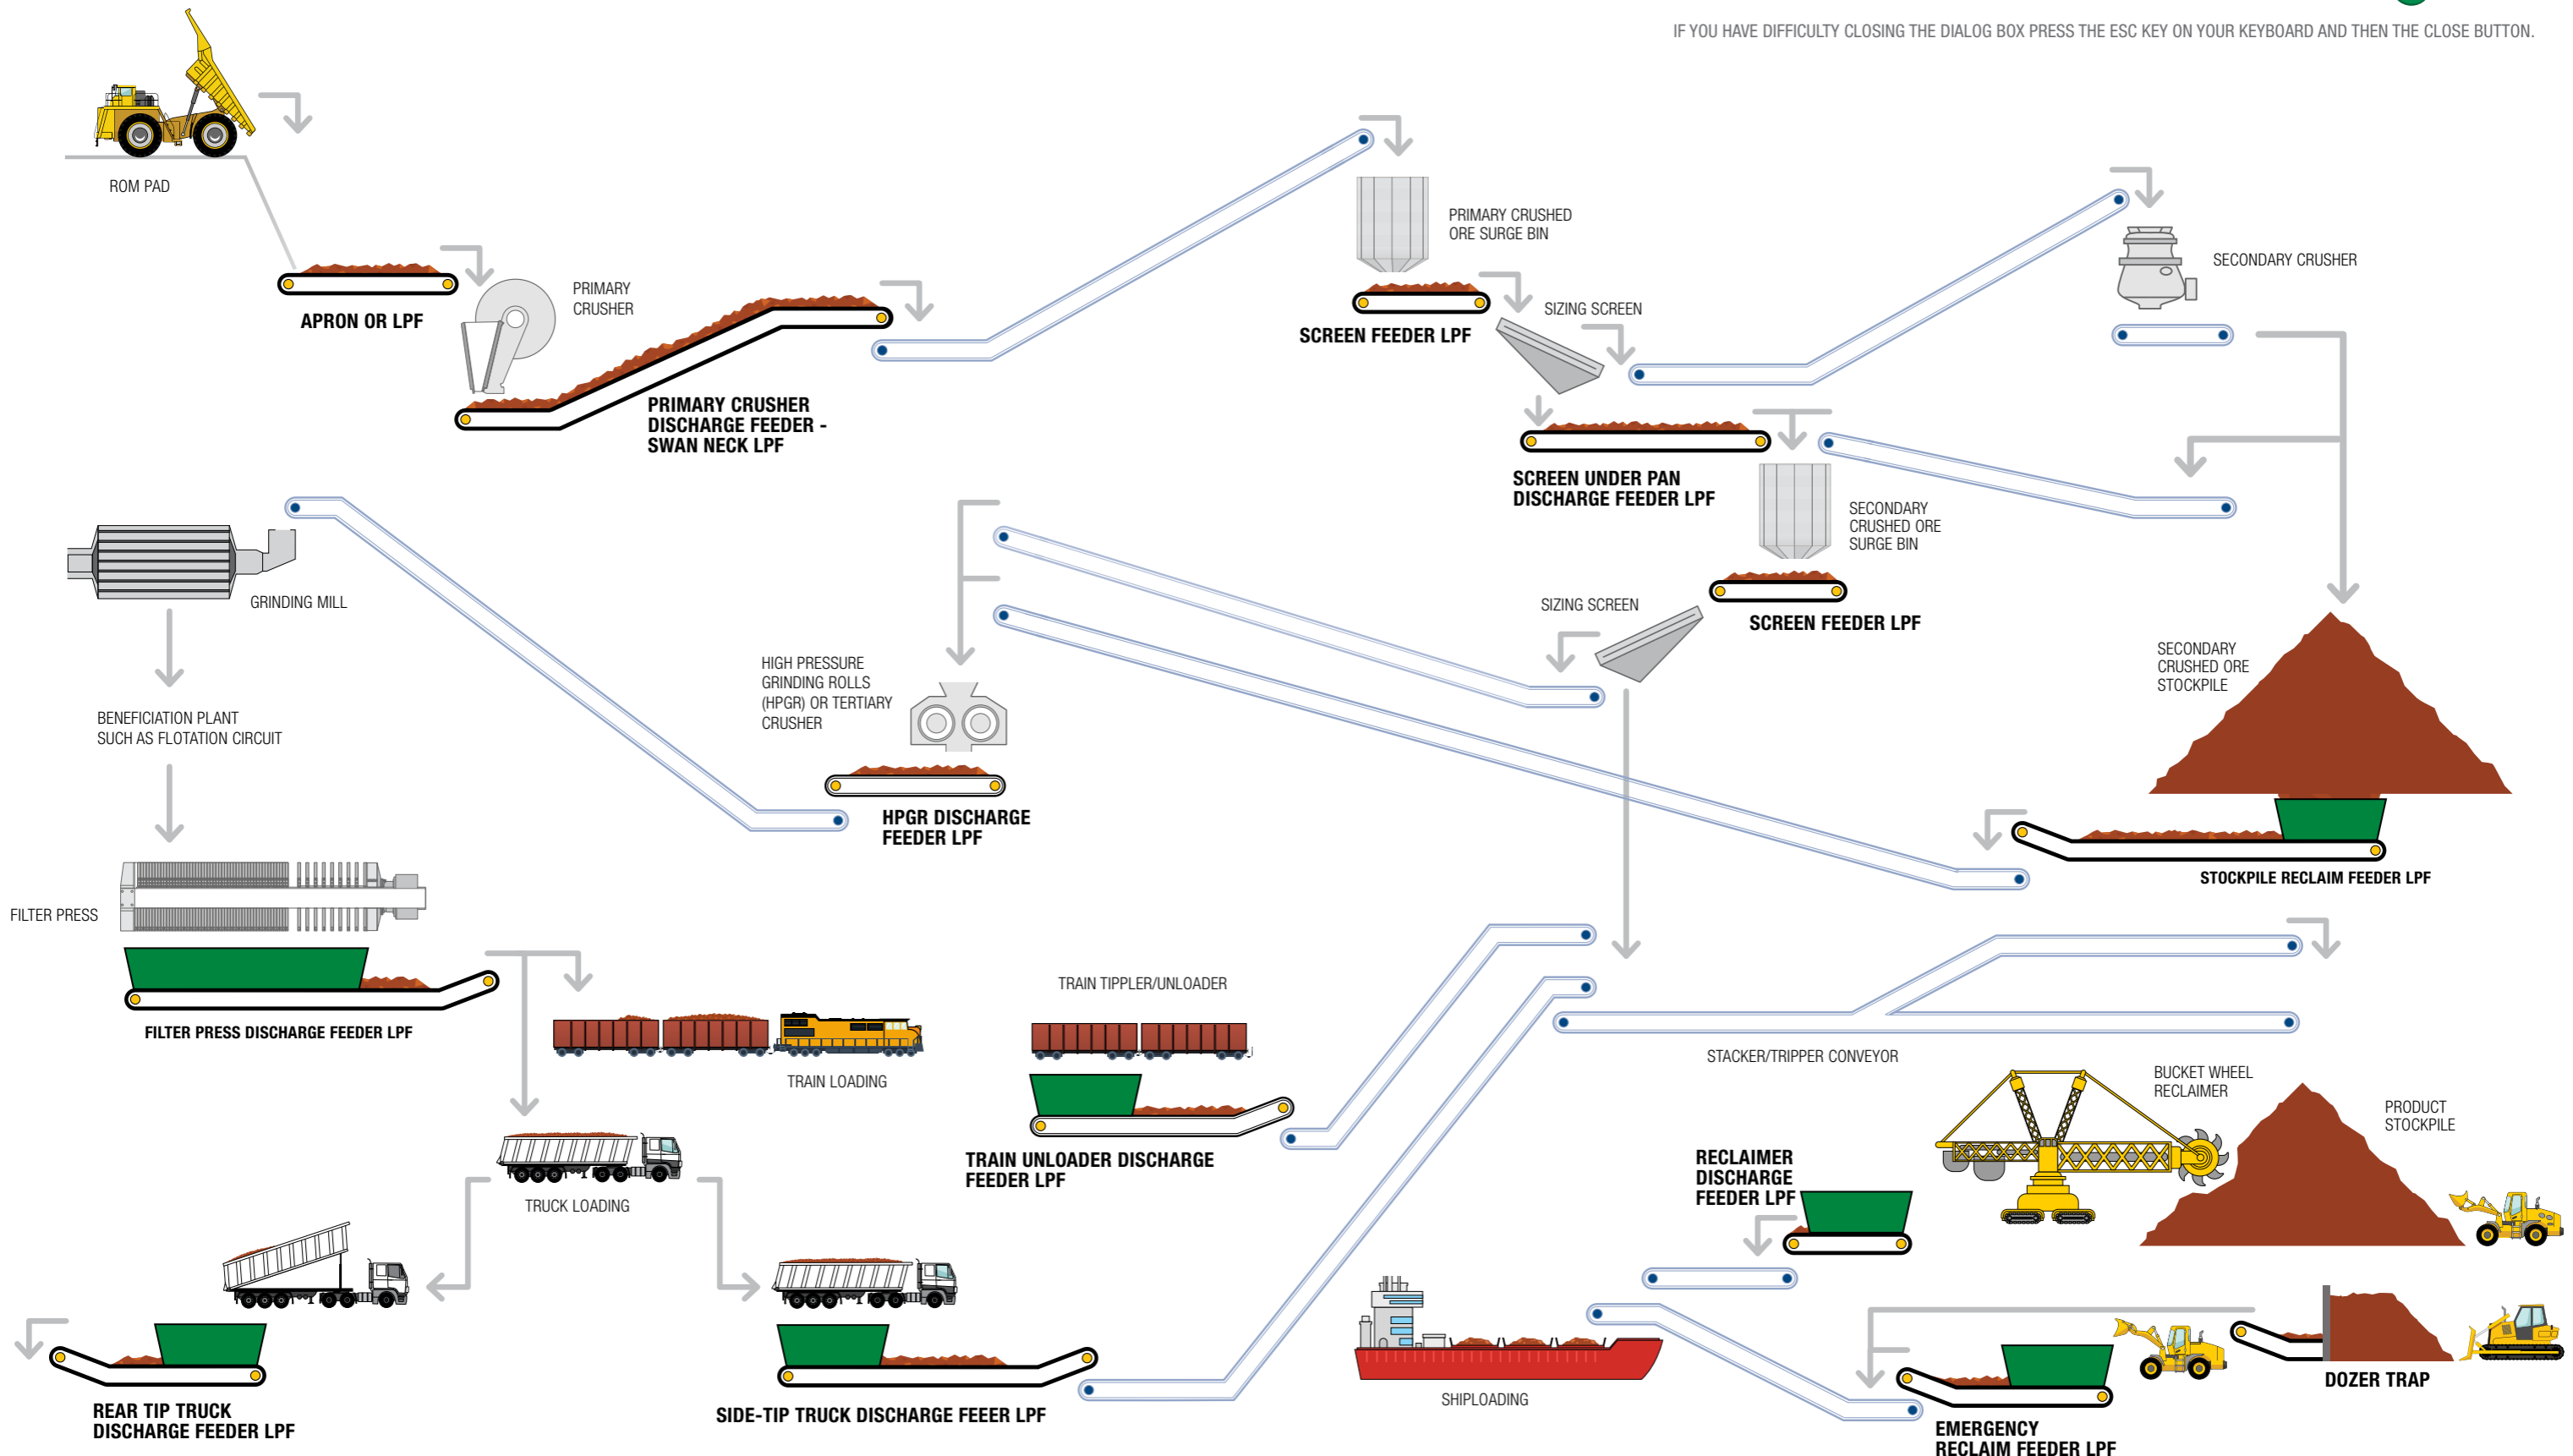 IF YOU HAVE DIFFICULTY CLOSING THE DIALOG BOX PRESS THE ESC KEY ON YOUR KEYBOARD AND THEN THE CLOSE BUTTON.
ROM PAD
APRON OR LPF
PRIMARY
CRUSHER
PRIMARY CRUSHER
DISCHARGE FEEDER -
SWAN NECK LPF
PRIMARY CRUSHED
ORE SURGE BIN
SCREEN FEEDER LPF
SIZING SCREEN
SECONDARY CRUSHER
SCREEN UNDER PAN
DISCHARGE FEEDER LPF
SECONDARY
CRUSHED ORE
SURGE BIN
SCREEN FEEDER LPF
SIZING SCREEN
SECONDARY
CRUSHED ORE
STOCKPILE
STOCKPILE RECLAIM FEEDER LPF
GRINDING MILL
HIGH PRESSURE
GRINDING ROLLS
(HPGR) OR TERTIARY
CRUSHER
HPGR DISCHARGE
FEEDER LPF
BENEFICIATION PLANT
SUCH AS FLOTATION CIRCUIT
FILTER PRESS
FILTER PRESS DISCHARGE FEEDER LPF
TRAIN LOADING
TRAIN TIPPLER/UNLOADER
TRAIN UNLOADER DISCHARGE
FEEDER LPF
STACKER/TRIPPER CONVEYOR
BUCKET WHEEL
RECLAIMER
PRODUCT
STOCKPILE
RECLAIMER
DISCHARGE
FEEDER LPF
TRUCK LOADING
REAR TIP TRUCK
DISCHARGE FEEDER LPF
SIDE-TIP TRUCK DISCHARGE FEEER LPF
SHIPLOADING
DOZER TRAP
EMERGENCY
RECLAIM FEEDER LPF